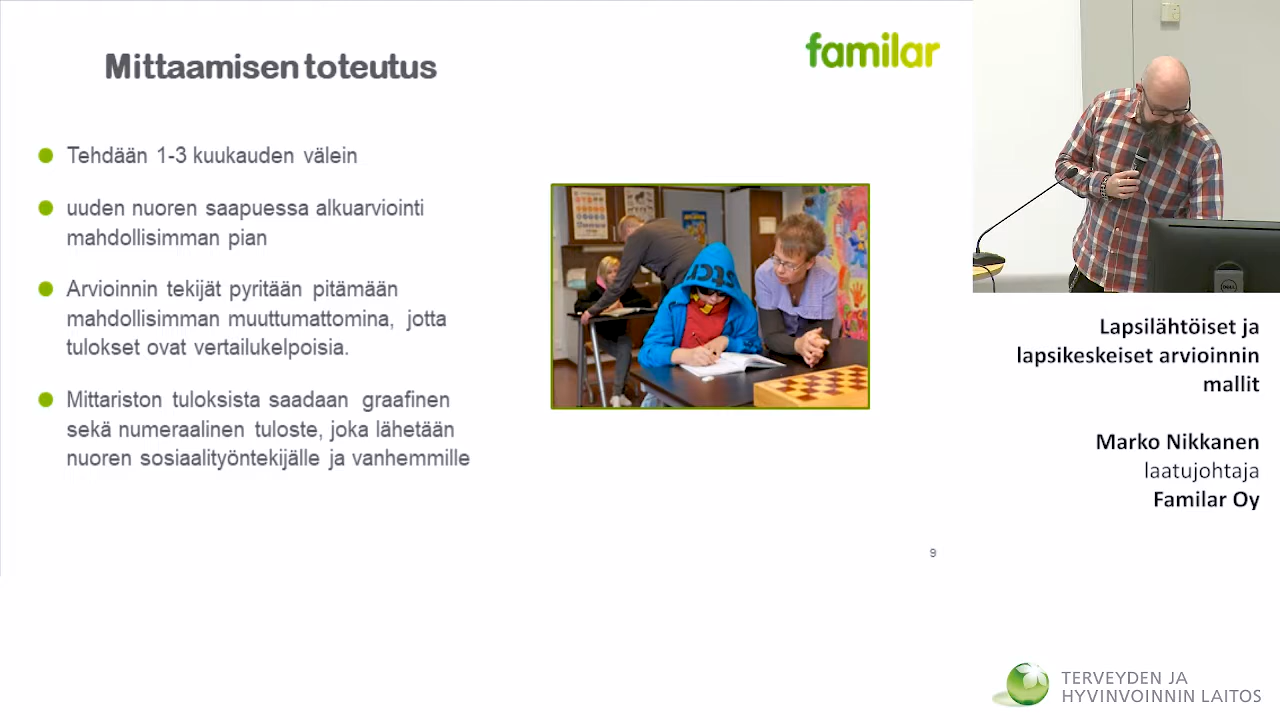 Mittaamisen toteutus
familar
Tehdään 1-3 kuukauden välein
uuden nuoren saapuessa alkuarviointi
mahdollisimman pian
Arvioinnin tekijät pyritään pitämään
mahdollisimman muuttumattomina, jotta
tulokset ovat vertailukelpoisia.
Mittariston tuloksista saadaan graafinen
sekä numeraalinen tuloste, joka lähetään
nuoren sosiaalityöntekijälle ja vanhemmille
9
Lapsilähtöiset ja
lapsikeskeiset arvioinnin
mallit
Marko Nikkanen
laatujohtaja
Familar Oy
TERVEYDEN JA
HYVINVOINNIN LAITOS